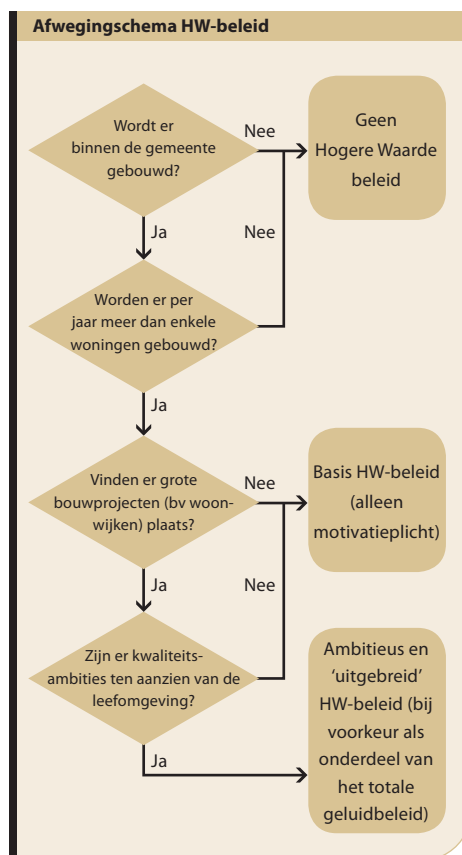 Afwegingschema HW-beleid
Wordt er
binnen de gemeente
gebouwd?
Nee
Geen
Hogere Waarde
beleid
Ja
Nee
Worden er per
jaar meer dan enkele
woningen gebouwd?
Ja
Vinden er grote
bouwprojecten (bv woon-
wijken) plaats?
Nee
Basis HW-beleid
(alleen
motivatieplicht)
Ja
Nee
Zijn er kwaliteits-
ambities ten aanzien van de
leefomgeving?
Ja
Ambitieus en
‘uitgebreid’
HW-beleid (bij
voorkeur als
onderdeel van
het totale
geluidbeleid)